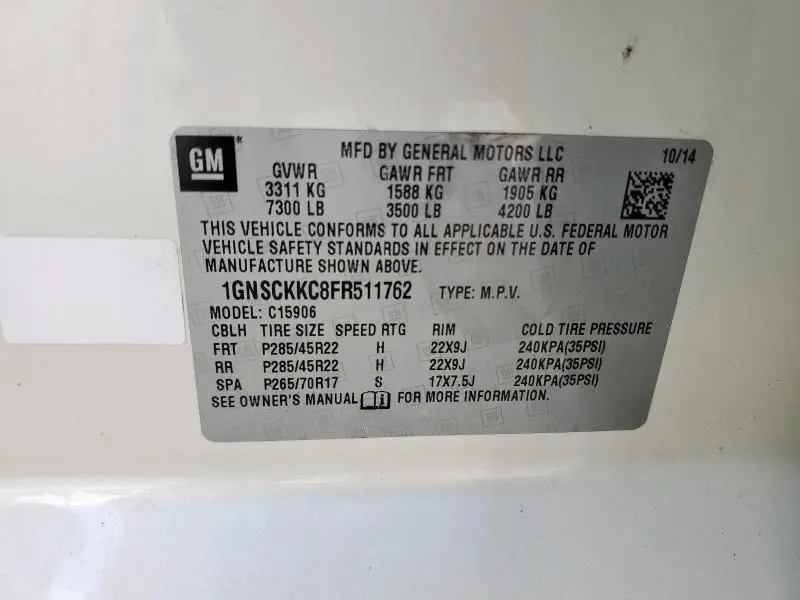 GM
MFD BY GENERAL MOTORS LLC 10/14
GVWR GAWR FRT GAWR RR
3311 KG 1588 KG 1905 KG
7300 LB 3500 LB 4200 LB
THIS VEHICLE CONFORMS TO ALL APPLICABLE U.S. FEDERAL MOTOR
VEHICLE SAFETY STANDARDS IN EFFECT ON THE DATE OF
MANUFACTURE SHOWN ABOVE.
1GNSCKKC8FR511762 TYPE: M.P.V.
MODEL: C15906
CBLH TIRE SIZE SPEED RTG RIM COLD TIRE PRESSURE
FRT P285/45R22 H 22X9J 240KPA(35PSI)
RR P285/45R22 H 22X9J 240KPA(35PSI)
SPA P265/70R17 S 17X7.5J 240KPA(35PSI)
SEE OWNER'S MANUAL FOR MORE INFORMATION.